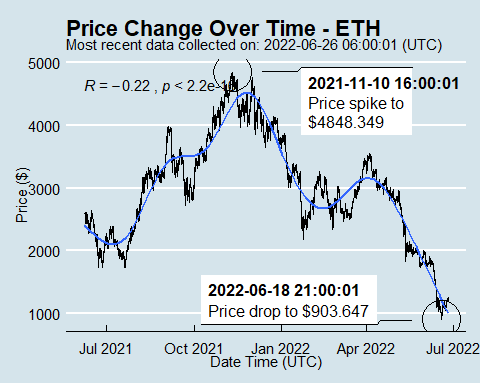 Price Change Over Time - ETH
Most recent data collected on: 2022-06-26 06:00:01 (UTC)
5000
4000
3000
2000
1000
Price ($)
R = −0.22 , p < 2.2e-
2021-11-10 16:00:01
Price spike to
$4848.349
2022-06-18 21:00:01
Price drop to $903.647
Jul 2021
Oct 2021
Jan 2022
Apr 2022
Jul 2022
Date Time (UTC)